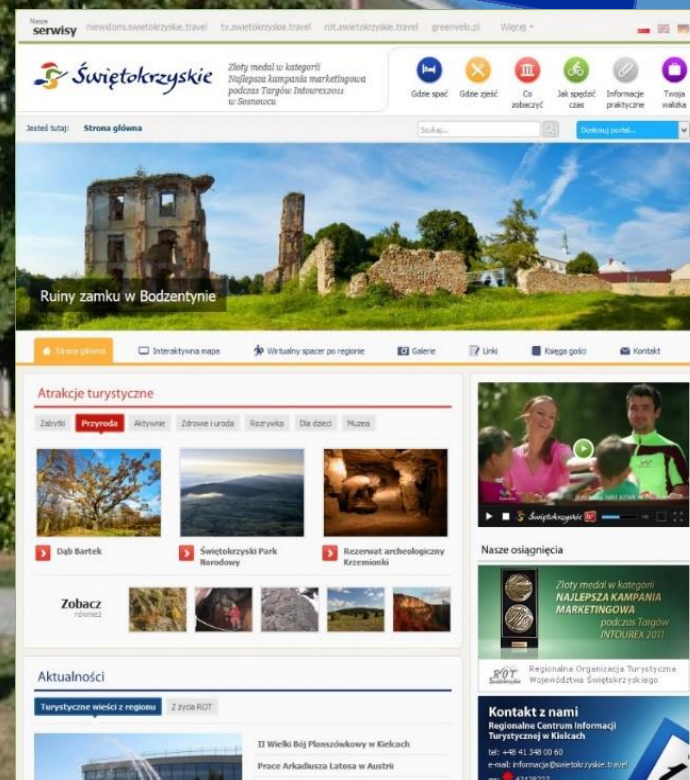 Nasze
serwisy niewidomi.swietokrzyskie.travel tv.swietokrzyskie.travel rot.swietokrzyskie.travel greenvelo.pl Więcej
Świętokrzyskie
Złoty medal w kategorii
Najlepsza kampania marketingowa
podczas Targów Intourex2011
w Sosnowcu
Gdzie spać Gdzie zjeść Co zobaczyć Jak spędzić czas Informacje praktyczne Twoja walizka
Jesteś tutaj: Strona główna Szukaj... Dostosuj portal...
Ruiny zamku w Bodzentynie
Strona główna Interaktywna mapa Wirtualny spacer po regionie Galerie Linki Księga gości Kontakt
Atrakcje turystyczne
Zabytki Przyroda Aktywnie Zdrowie i uroda Rozrywka Dla dzieci Muzea
Dąb Bartek
Świętokrzyski Park
Narodowy
Rezerwat archeologiczny
Krzemionki
Zobacz
również
Aktualności
Turystyczne wieści z regionu Z życia ROT
II Wielki Bój Planszówkowy w Kielcach
Prace Arkadiusza Latosa w Austrii
Świętokrzyskie tv
Nasze osiągnięcia
Złoty medal w kategorii
NAJLEPSZA KAMPANIA
MARKETINGOWA
podczas Targów
INTOUREX 2011
ROT
Świętokrzyskie
Regionalna Organizacja Turystyczna
Województwa Świętokrzyskiego
Kontakt z nami
Regionalne Centrum Informacji
Turystycznej w Kielcach
tel: +48 41 348 00 60
e-mail: informacja@swietokrzyskie.travel